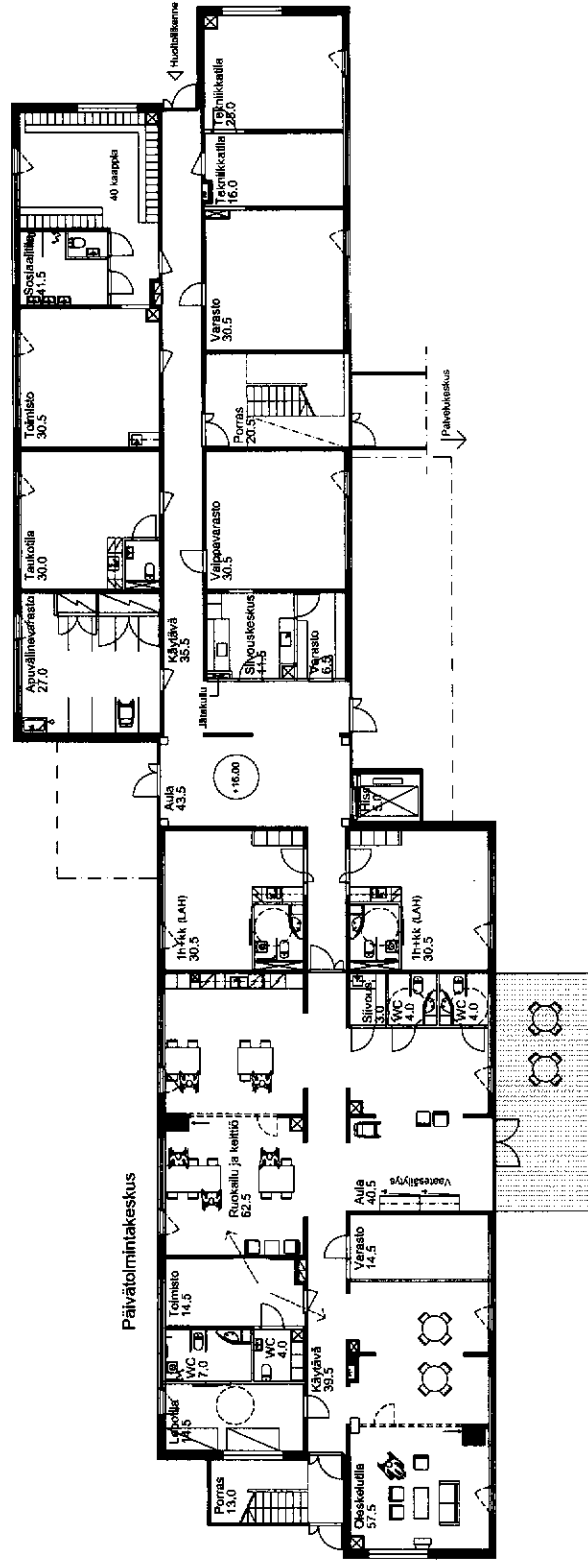 Päivätoimintakeskus
Porras
13,0
Lepotila
14.5
WC
7.0
WC
4.0
Toimisto
14.5
Ruokailu ja keittiö
62.5
Käytävä
39.5
Oleskelutila
57.5
Varasto
14.5
Aula
40.5
Vaatesäilytys
Siivous
3.0
WC
4.0
WC
4.0
1h+kk (LAH)
30.5
1h+kk (LAH)
30.5
Aula
43.5
+16.00
Hissi
5.0
Jätekuilu
Käytävä
35.5
Apuvälinevarasto
27.0
Siivouskeskus
11.5
Varasto
6.5
Taukotila
30.0
Vaippavarasto
30.5
Toimisto
30.5
Porras
20.5
Palvelukeskus
Sosiaalitila
41.5
40 kaappia
Varasto
30.5
Tekniikkatila
16.0
Tekniikkatila
Huoltoliikenne